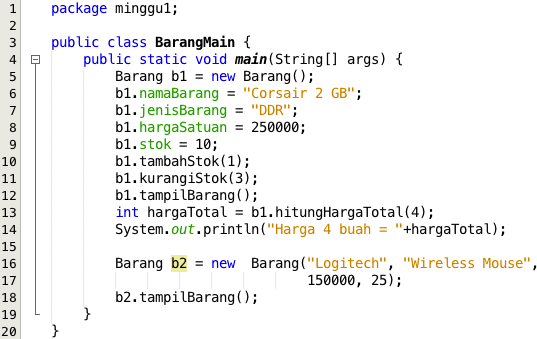 1 package minggu1;
2
3 public class BarangMain {
4     public static void main(String[] args) {
5         Barang b1 = new Barang();
6         b1.namaBarang = "Corsair 2 GB";
7         b1.jenisBarang = "DDR";
8         b1.hargaSatuan = 250000;
9         b1.stok = 10;
10         b1.tambahStok(1);
11         b1.kurangiStok(3);
12         b1.tampilBarang();
13         int hargaTotal = b1.hitungHargaTotal(4);
14         System.out.println("Harga 4 buah = "+hargaTotal);
15
16         Barang b2 = new  Barang("Logitech", "Wireless Mouse",
17                                 150000, 25);
18         b2.tampilBarang();
19     }
20 }